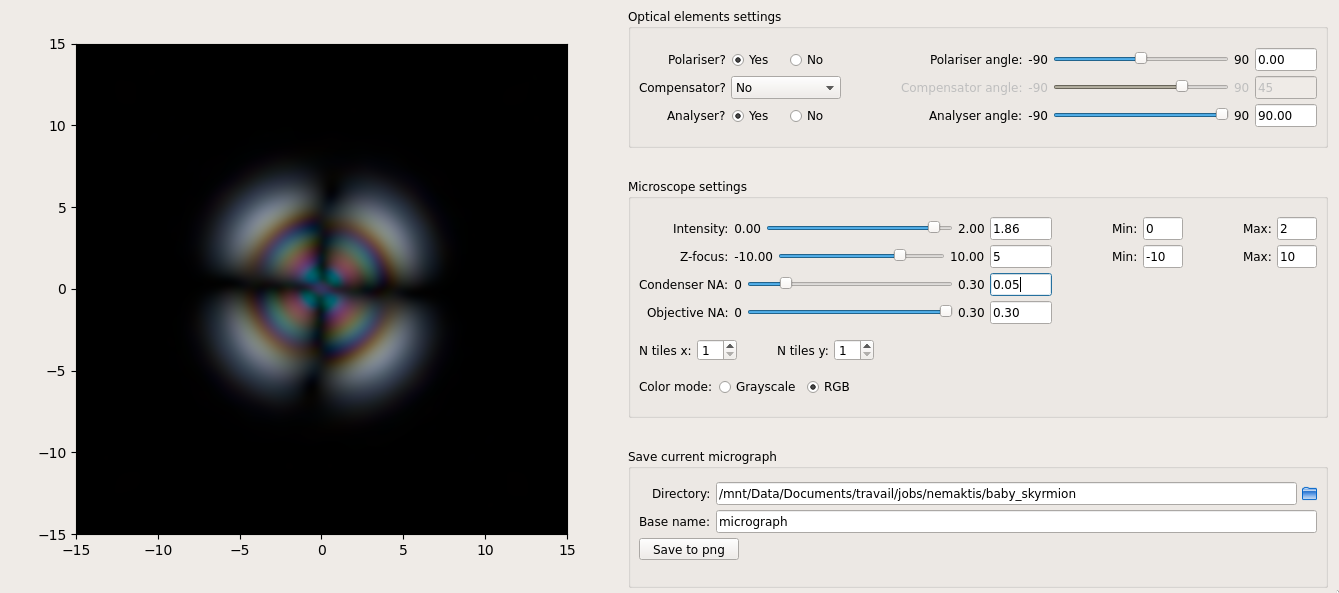 15
10
5
0
−5
−10
−15
−15 −10 −5 0 5 10 15
Optical elements settings
Polariser? Yes No Polariser angle: -90 90 0.00
Compensator? No Compensator angle: -90 90 45
Analyser? Yes No Analyser angle: -90 90 90.00
Microscope settings
Intensity: 0.00 2.00 1.86 Min: 0 Max: 2
Z-focus: -10.00 10.00 5 Min: -10 Max: 10
Condenser NA: 0 0.30 0.05
Objective NA: 0 0.30 0.30
N tiles x: 1 N tiles y: 1
Color mode: Grayscale RGB
Save current micrograph
Directory: /mnt/Data/Documents/travail/jobs/nemaktis/baby_skyrmion
Base name: micrograph
Save to png